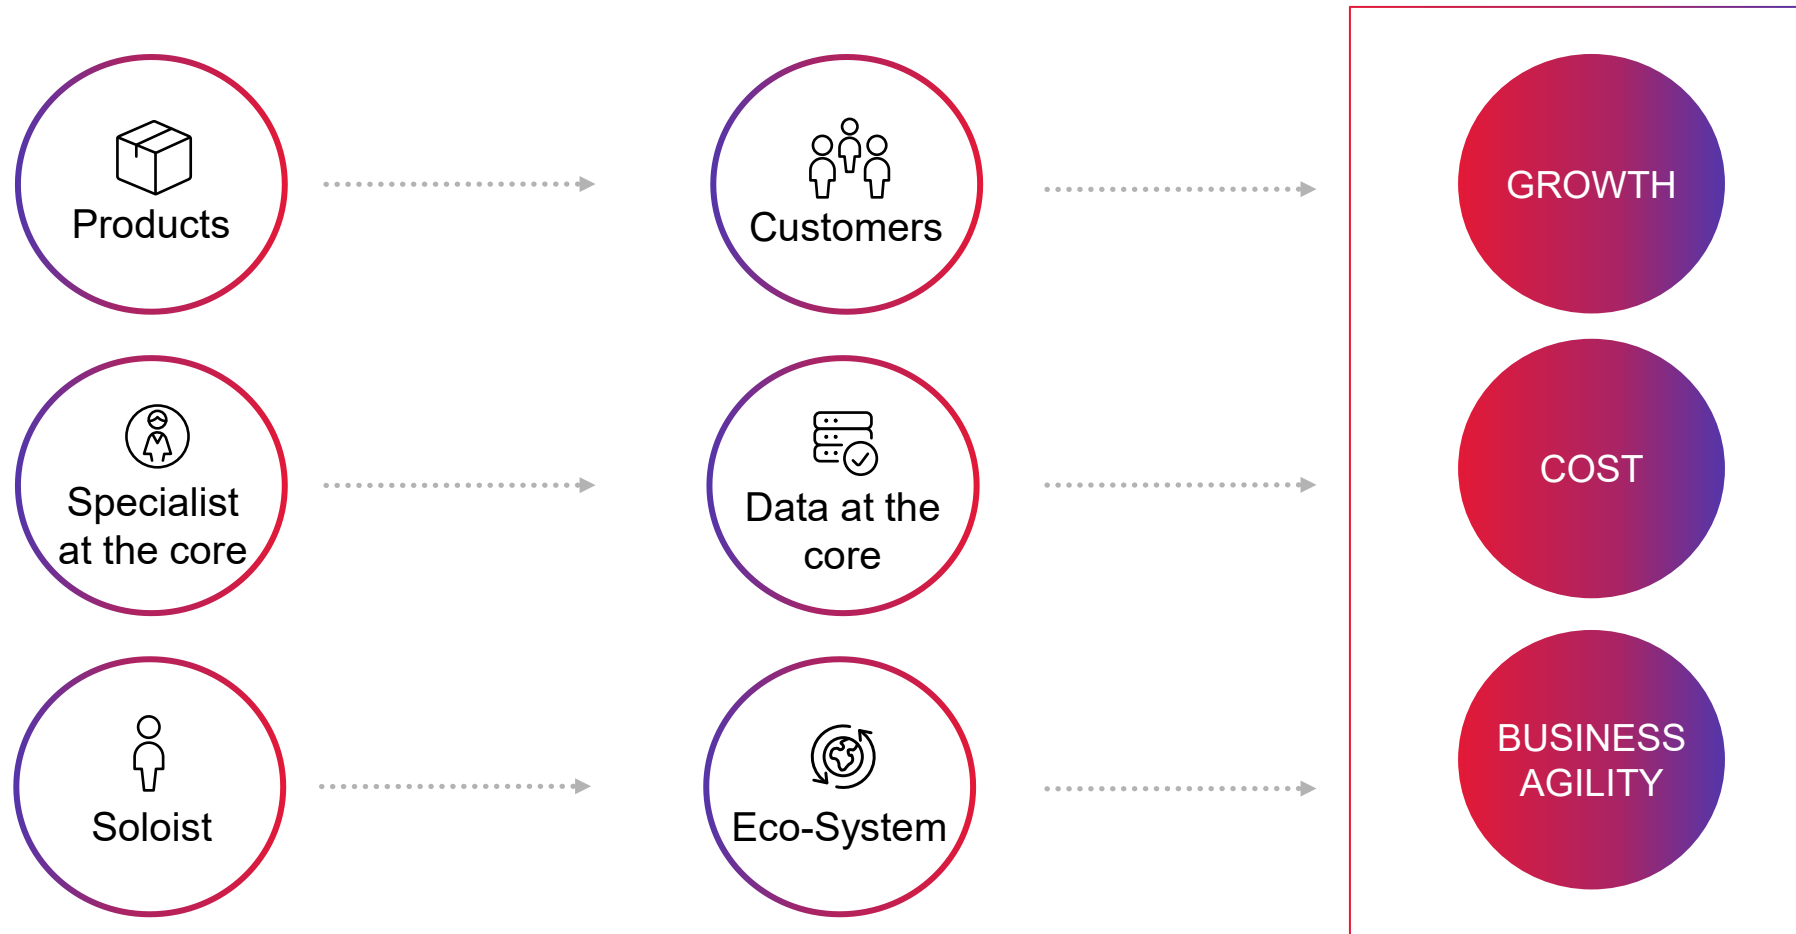 Products
Customers
GROWTH
Specialist
at the core
Data at the
core
COST
Soloist
Eco-System
BUSINESS
AGILITY